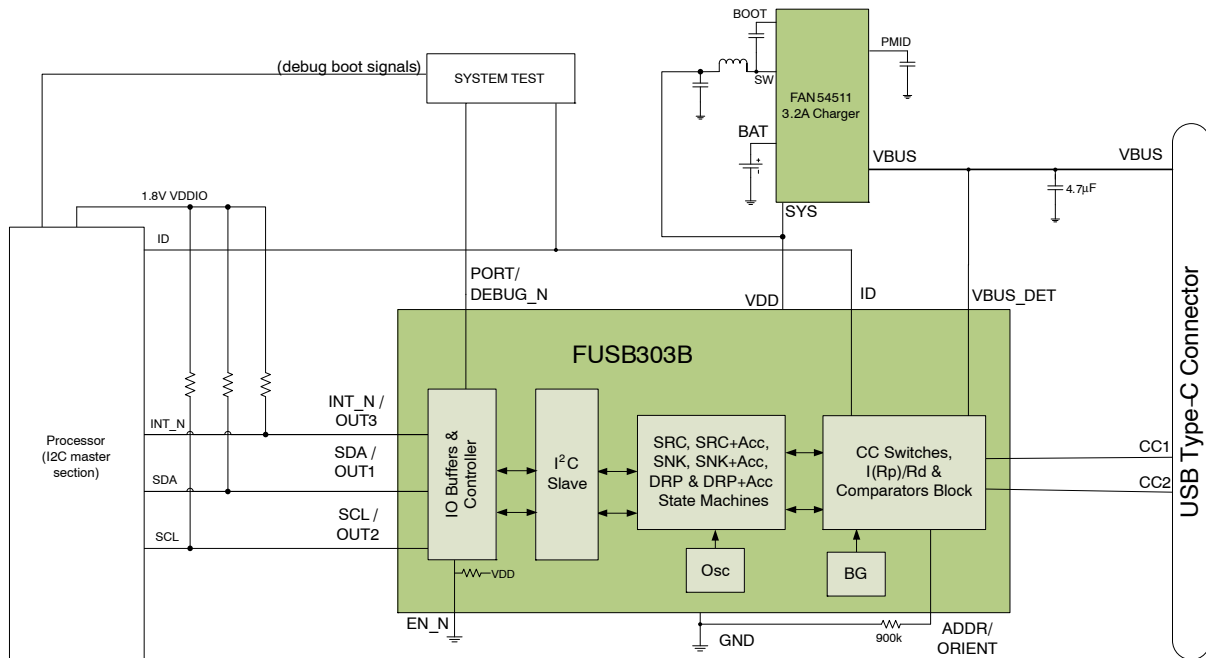 BOOT
PMID
(debug boot signals)
SYSTEM TEST
SW
FAN54511
3.2A Charger
BAT
+
-
VBUS
VBUS
4.7µF
SYS
1.8V VDDIO
ID
PORT/
DEBUG_N
VDD
ID
VBUS_DET
FUSB303B
USB Type-C Connector
Processor
(I2C master
section)
INT_N
INT_N /
OUT3
SDA /
OUT1
SDA
SCL /
OUT2
SCL
IO Buffers &
Controller
I²C
Slave
SRC, SRC+Acc,
SNK, SNK+Acc,
DRP & DRP+Acc
State Machines
CC Switches,
I(Rp)/Rd &
Comparators Block
CC1
CC2
Osc
BG
VDD
EN_N
GND
900k
ADDR/
ORIENT